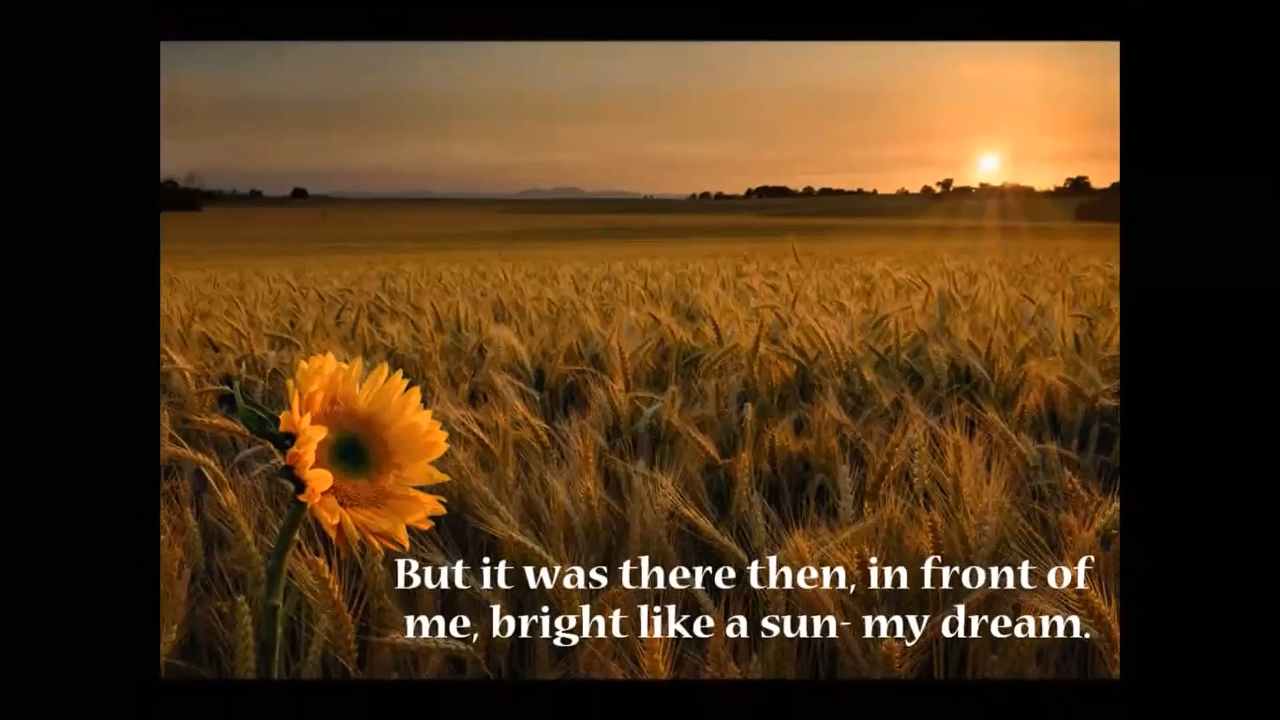 But it was there then, in front of
me, bright like a sun- my dream.